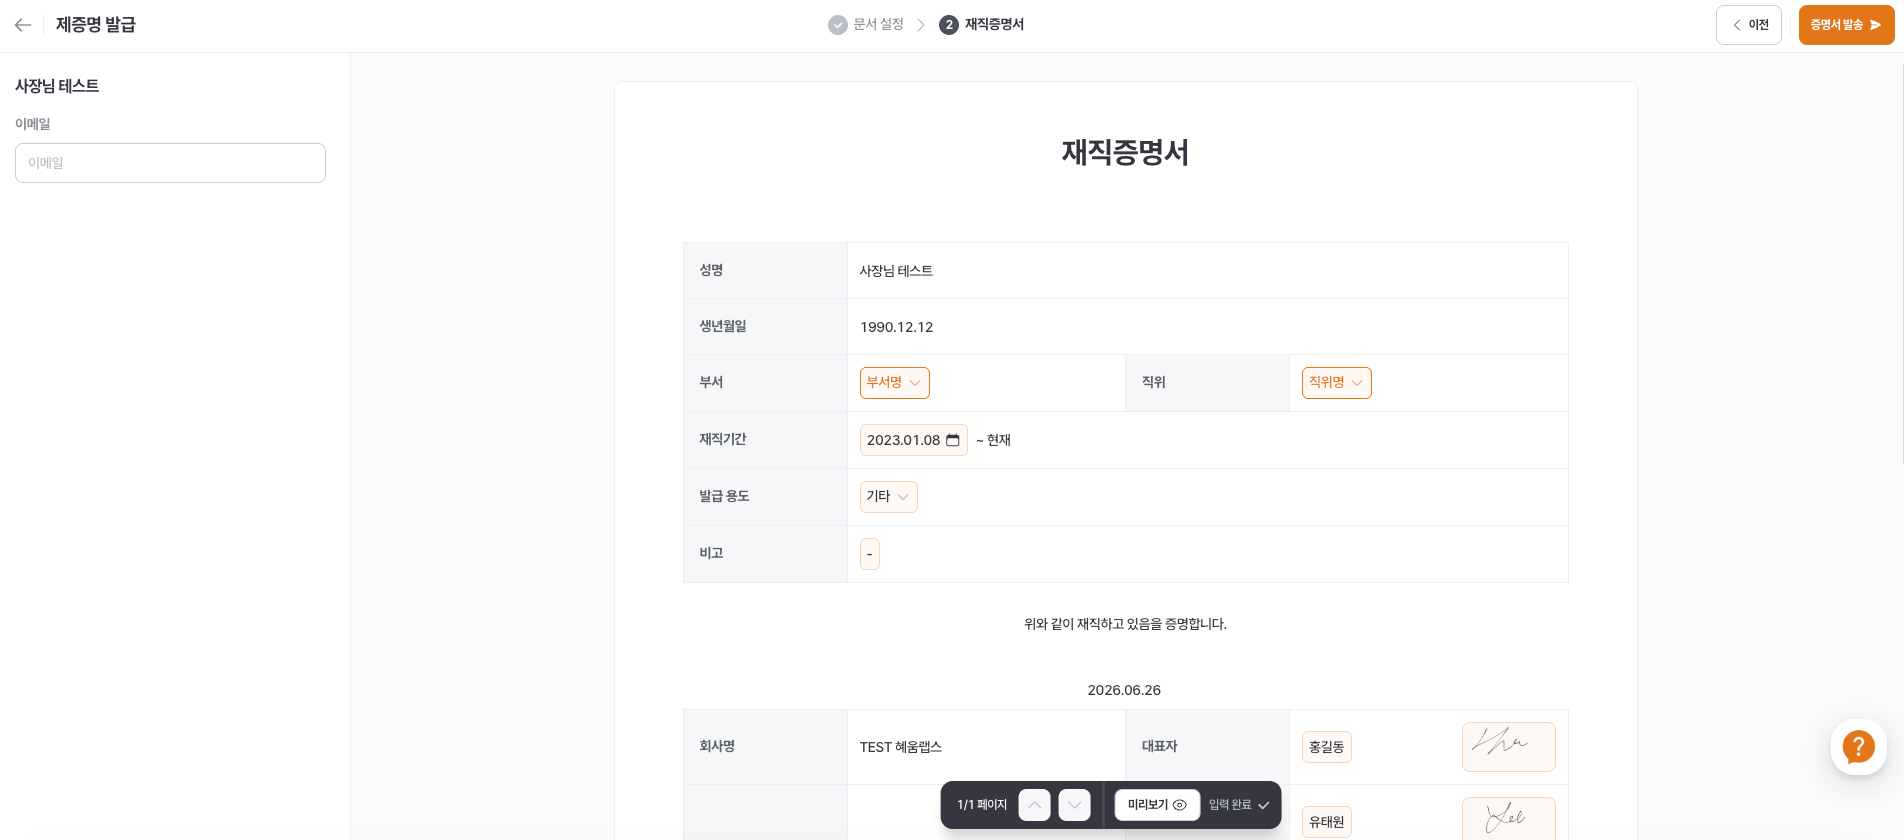 제증명 발급
문서 설정
2 재직증명서
이전
증명서 발송
사장님 테스트
이메일
이메일
재직증명서
성명 사장님 테스트
생년월일 1990.12.12
부서 부서명 직위 직위명
재직기간 2023.01.08 ~ 현재
발급 용도 기타
비고 -
위와 같이 재직하고 있음을 증명합니다.
2026.06.26
회사명 TEST 혜움랩스 대표자 홍길동
1/1 페이지 미리보기 입력 완료
유태원
?